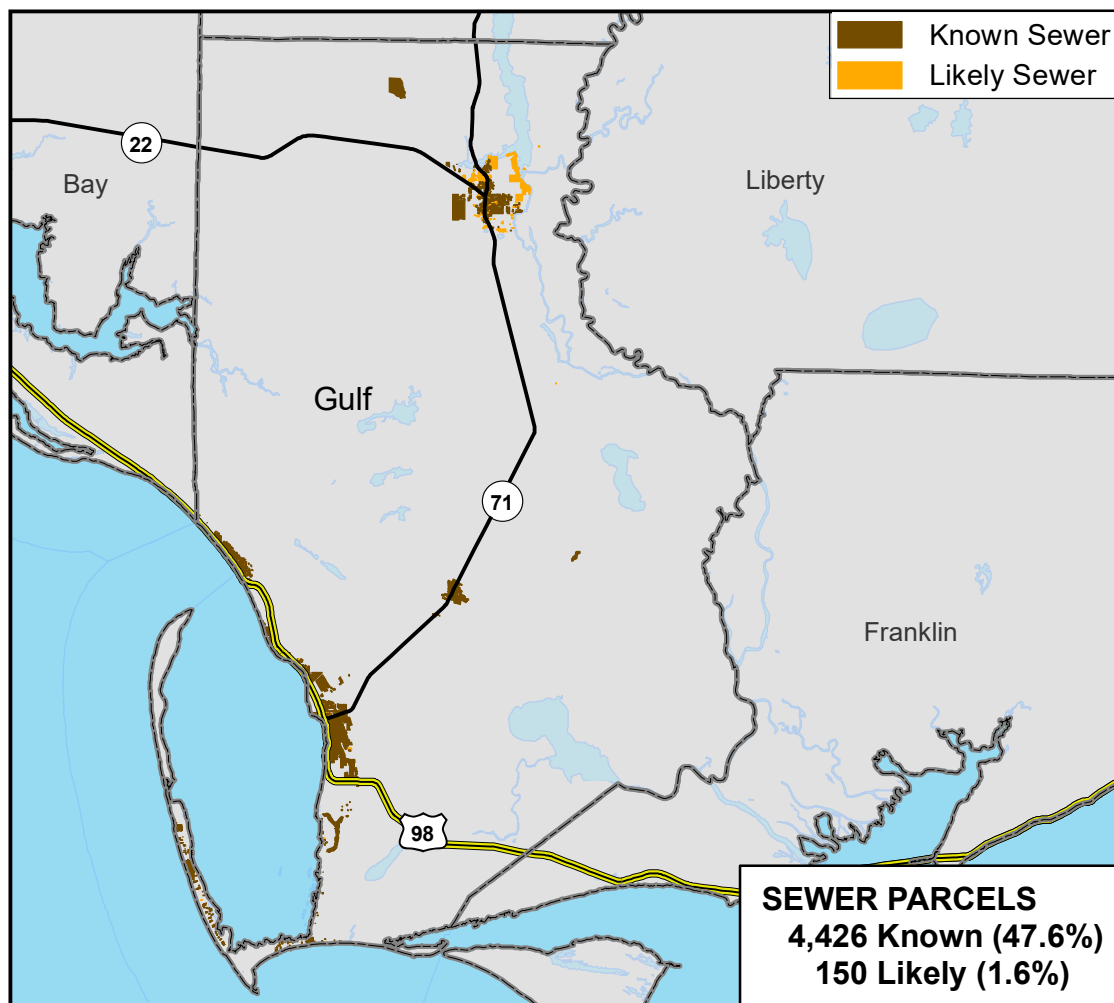 Known Sewer
Likely Sewer
22
Bay
Liberty
Gulf
71
Franklin
98
SEWER PARCELS
4,426 Known (47.6%)
150 Likely (1.6%)